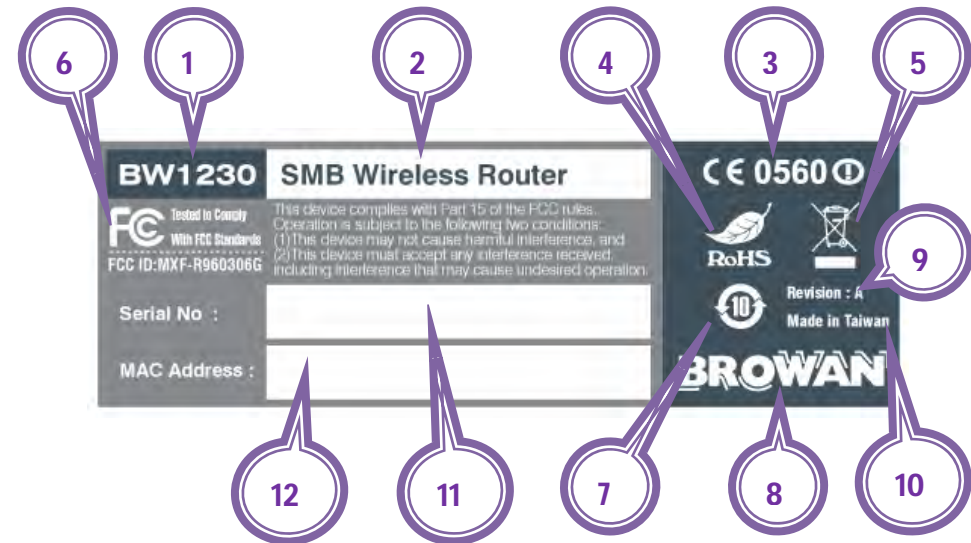 6 1 2 4 3 5
BW1230 SMB Wireless Router
CE 0560
FC Tested to Comply
With FCC Standards
FCC ID:MXF-R960306G
This device complies with Part 15 of the FCC rules.
Operation is subject to the following two conditions:
(1)This device may not cause harmful interference, and
(2)This device must accept any interference received,
including interference that may cause undesired operation.
RoHS
9
Serial No :
10
Revision : A
Made in Taiwan
MAC Address :
BROWAN
12 11 7 8 10